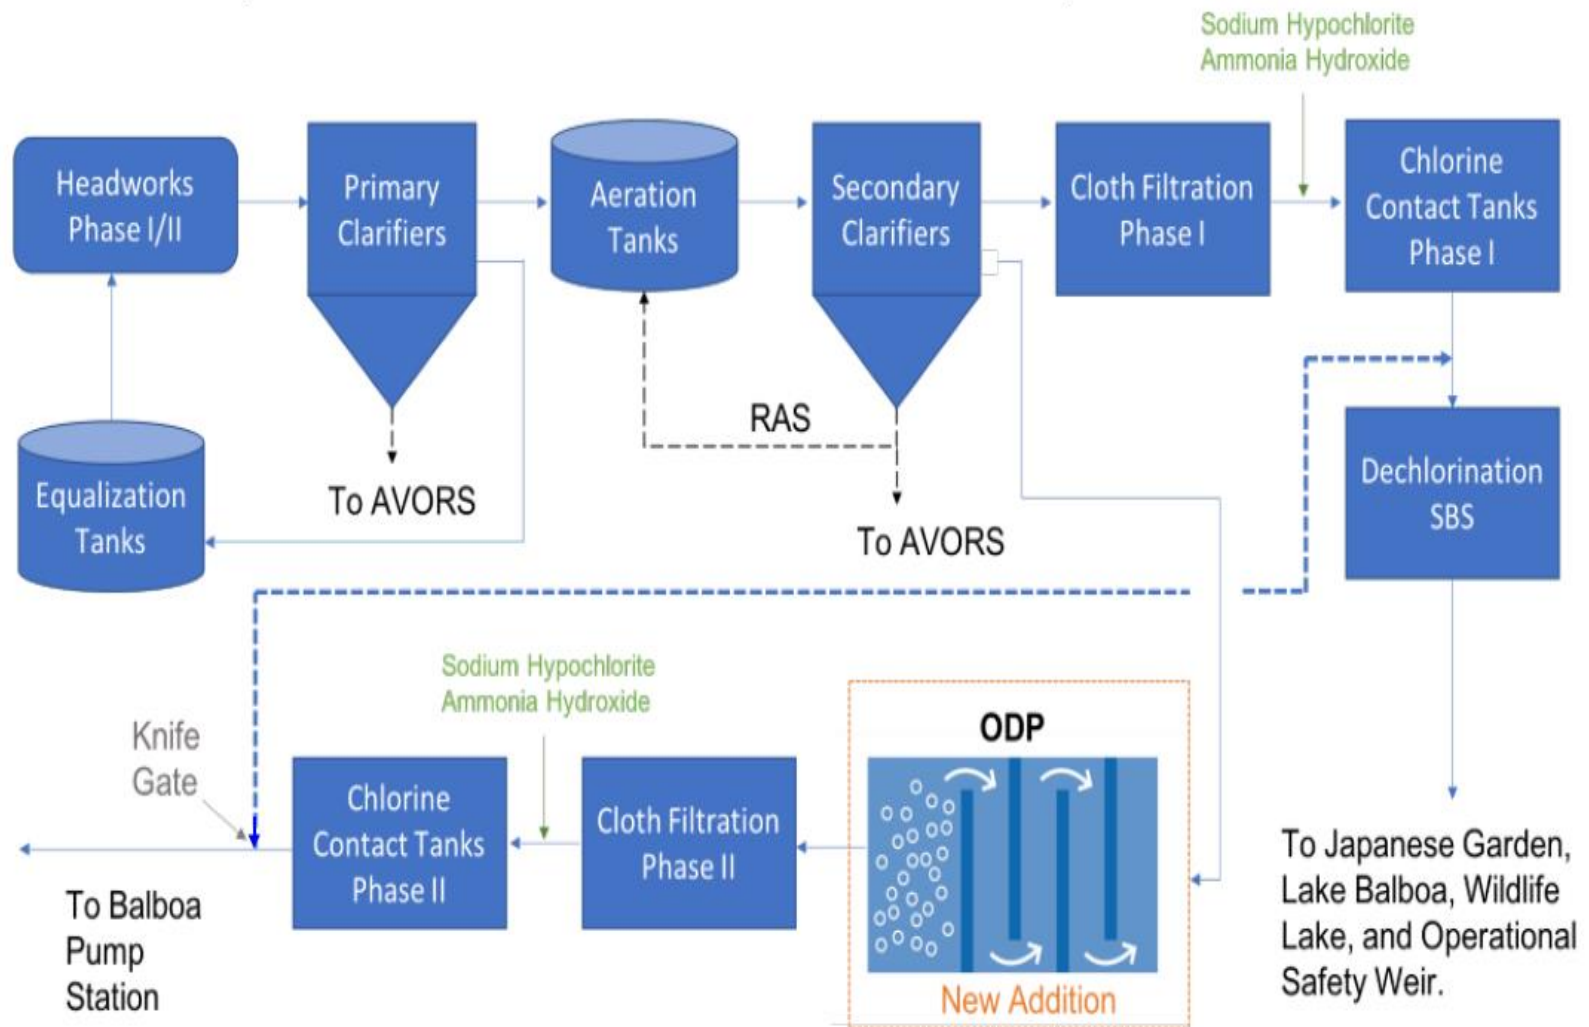 Sodium Hypochlorite
Ammonia Hydroxide
Headworks
Phase I/II
Primary
Clarifiers
Aeration
Tanks
Secondary
Clarifiers
Cloth Filtration
Phase I
Chlorine
Contact Tanks
Phase I
RAS
To AVORS
To AVORS
Equalization
Tanks
Dechlorination
SBS
Sodium Hypochlorite
Ammonia Hydroxide
Knife
Gate
Chlorine
Contact Tanks
Phase II
Cloth Filtration
Phase II
ODP
New Addition
To Balboa
Pump
Station
To Japanese Garden,
Lake Balboa, Wildlife
Lake, and Operational
Safety Weir.